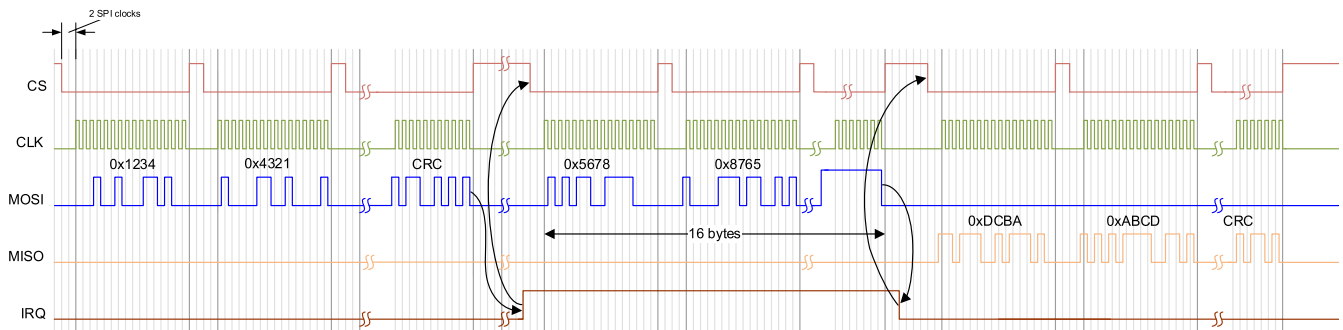 2 SPI clocks
CS
CLK
0x1234 0x4321 CRC 0x5678 0x8765
MOSI
16 bytes
0xDCBA 0xABCD CRC
MISO
IRQ